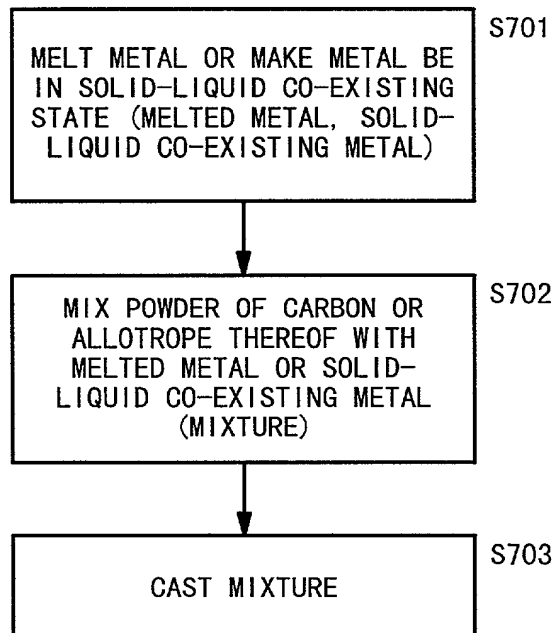 S701
MELT METAL OR MAKE METAL BE
IN SOLID-LIQUID CO-EXISTING
STATE (MELTED METAL, SOLID-
LIQUID CO-EXISTING METAL)
S702
MIX POWDER OF CARBON OR
ALLOTROPE THEREOF WITH
MELTED METAL OR SOLID-
LIQUID CO-EXISTING METAL
(MIXTURE)
S703
CAST MIXTURE